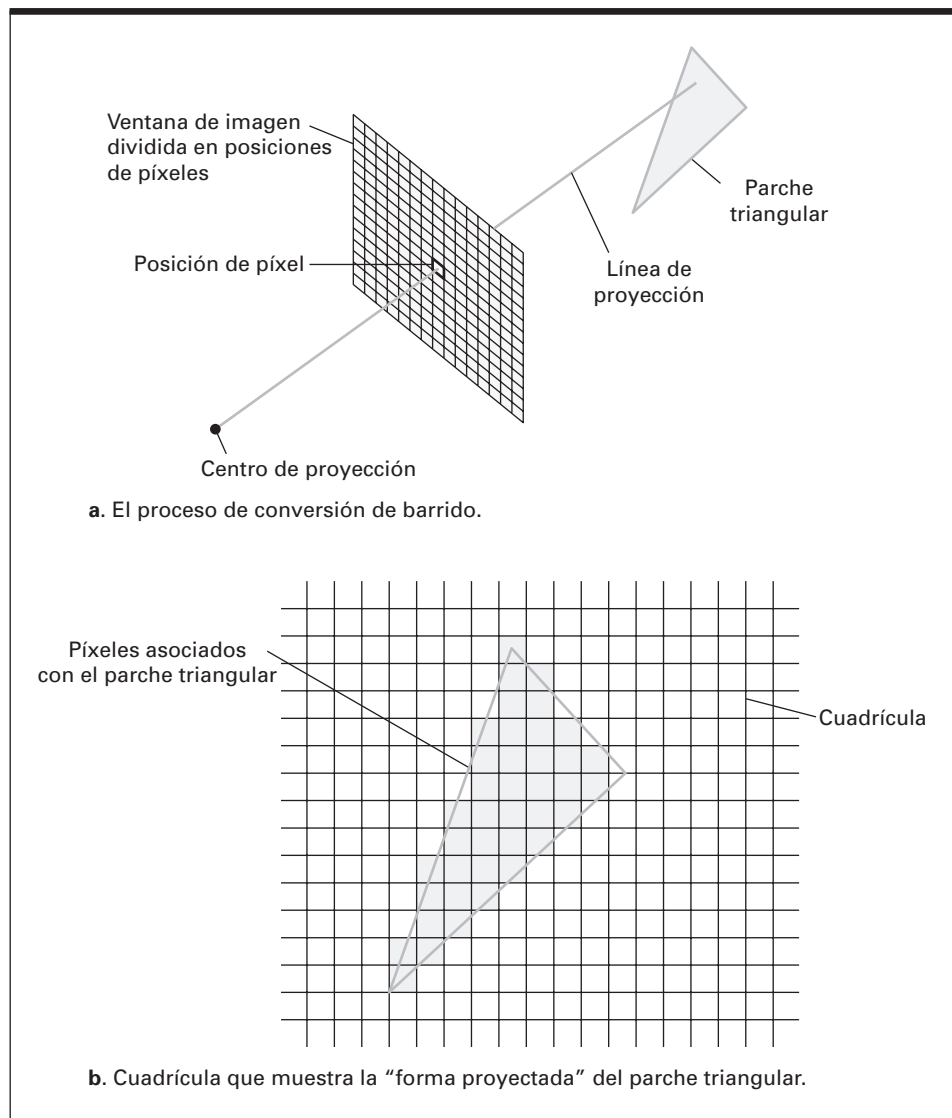 Ventana de imagen
dividida en posiciones
de píxeles
Posición de píxel
Parche
triangular
Línea de
proyección
Centro de proyección
a. El proceso de conversión de barrido.
Píxeles asociados
con el parche triangular
Cuadrícula
b. Cuadrícula que muestra la “forma proyectada” del parche triangular.